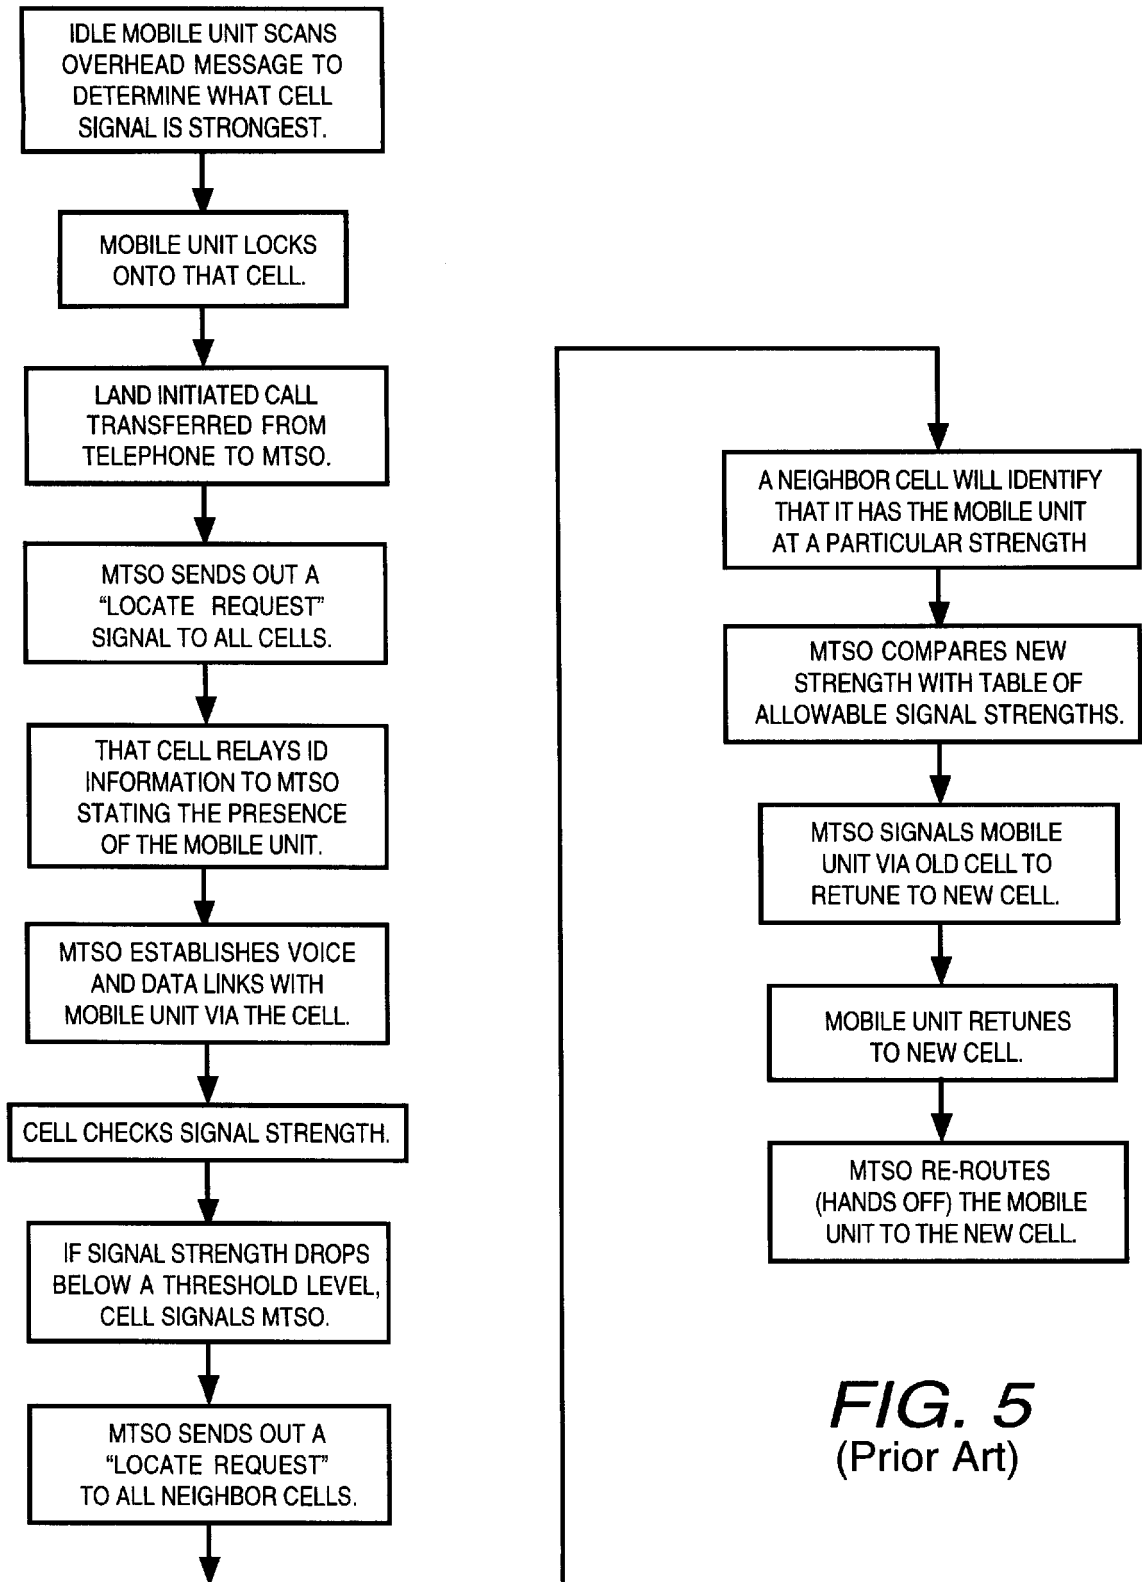 IDLE MOBILE UNIT SCANS
OVERHEAD MESSAGE TO
DETERMINE WHAT CELL
SIGNAL IS STRONGEST.
MOBILE UNIT LOCKS
ONTO THAT CELL.
LAND INITIATED CALL
TRANSFERRED FROM
TELEPHONE TO MTSO.
MTSO SENDS OUT A
“LOCATE REQUEST”
SIGNAL TO ALL CELLS.
THAT CELL RELAYS ID
INFORMATION TO MTSO
STATING THE PRESENCE
OF THE MOBILE UNIT.
MTSO ESTABLISHES VOICE
AND DATA LINKS WITH
MOBILE UNIT VIA THE CELL.
CELL CHECKS SIGNAL STRENGTH.
IF SIGNAL STRENGTH DROPS
BELOW A THRESHOLD LEVEL,
CELL SIGNALS MTSO.
MTSO SENDS OUT A
“LOCATE REQUEST”
TO ALL NEIGHBOR CELLS.
A NEIGHBOR CELL WILL IDENTIFY
THAT IT HAS THE MOBILE UNIT
AT A PARTICULAR STRENGTH
MTSO COMPARES NEW
STRENGTH WITH TABLE OF
ALLOWABLE SIGNAL STRENGTHS.
MTSO SIGNALS MOBILE
UNIT VIA OLD CELL TO
RETUNE TO NEW CELL.
MOBILE UNIT RETUNES
TO NEW CELL.
MTSO RE-ROUTES
(HANDS OFF) THE MOBILE
UNIT TO THE NEW CELL.
FIG. 5
(Prior Art)